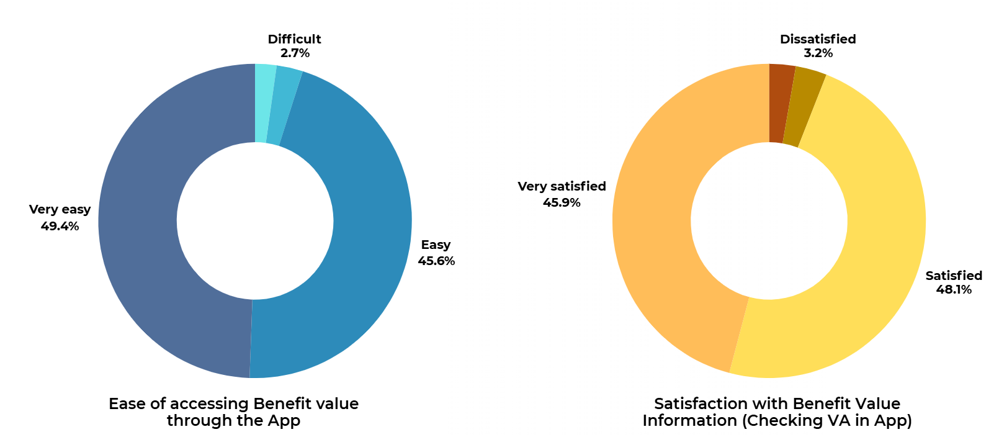 Difficult
2.7%
Very easy
49.4%
Easy
45.6%
Ease of accessing Benefit value
through the App
Dissatisfied
3.2%
Very satisfied
45.9%
Satisfied
48.1%
Satisfaction with Benefit Value
Information (Checking VA in App)